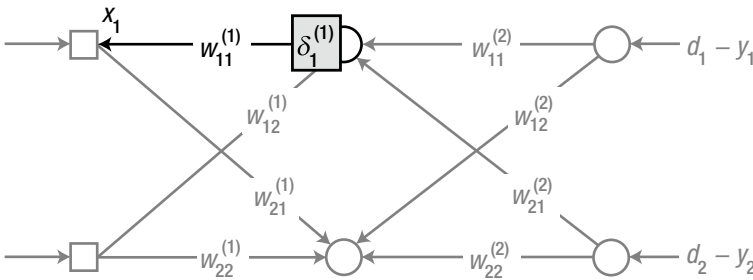 x₁
w₁₁⁽¹⁾ δ₁⁽¹⁾ w₁₁⁽²⁾ d₁ – y₁
w₁₂⁽¹⁾ w₁₂⁽²⁾
w₂₁⁽¹⁾ w₂₁⁽²⁾
w₂₂⁽¹⁾ w₂₂⁽²⁾ d₂ – y₂